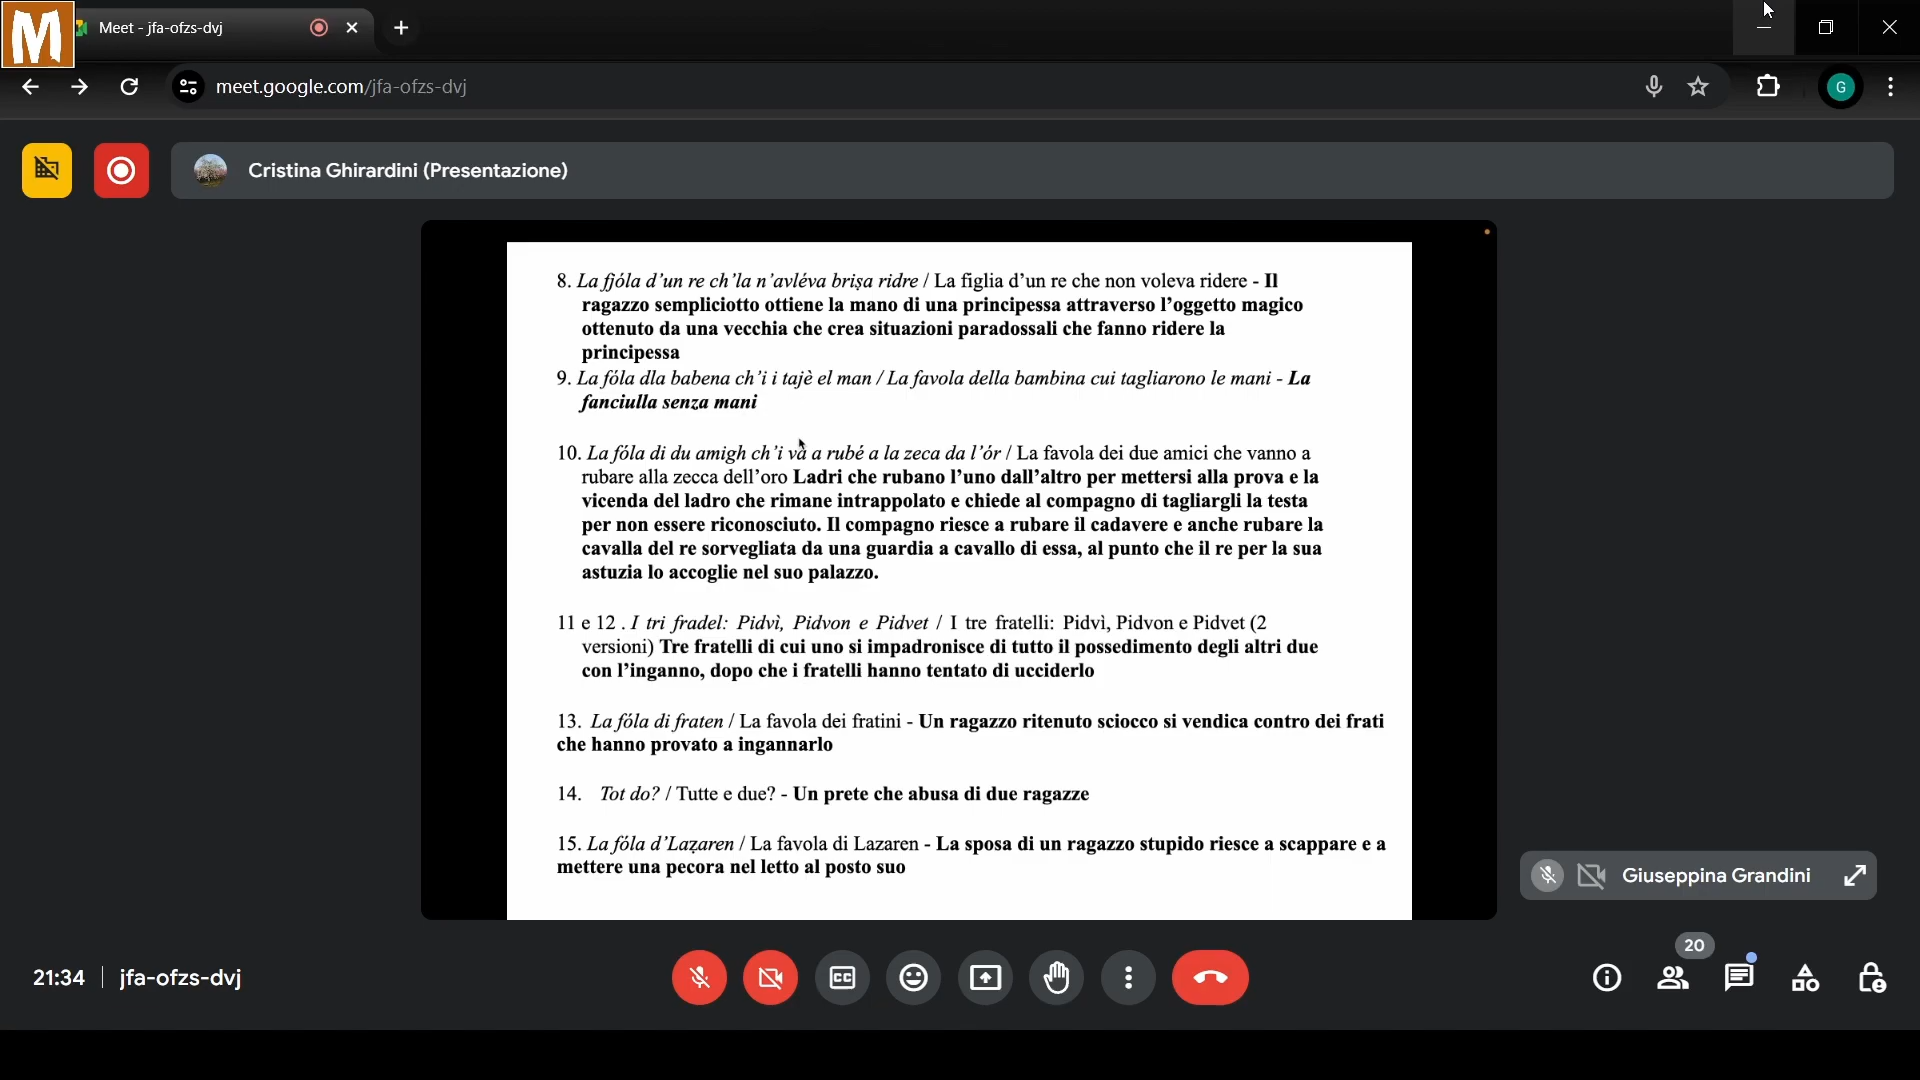 M
Meet - jfa-ofzs-dvj
meet.google.com/jfa-ofzs-dvj
G
Cristina Ghirardini (Presentazione)
8. La fjóla d’un re ch’la n’avléva briṣa ridre / La figlia d’un re che non voleva ridere - Il
ragazzo sempliciotto ottiene la mano di una principessa attraverso l’oggetto magico
ottenuto da una vecchia che crea situazioni paradossali che fanno ridere la
principessa
9. La fóla dla babena ch’i i tajè el man / La favola della bambina cui tagliarono le mani - La
fanciulla senza mani
10. La fóla di du amigh ch’i và a rubé a la zeca da l’ór / La favola dei due amici che vanno a
rubare alla zecca dell’oro Ladri che rubano l’uno dall’altro per mettersi alla prova e la
vicenda del ladro che rimane intrappolato e chiede al compagno di tagliargli la testa
per non essere riconosciuto. Il compagno riesce a rubare il cadavere e anche rubare la
cavalla del re sorvegliata da una guardia a cavallo di essa, al punto che il re per la sua
astuzia lo accoglie nel suo palazzo.
11 e 12 . I tri fradel: Pidvì, Pidvon e Pidvet / I tre fratelli: Pidvì, Pidvon e Pidvet (2
versioni) Tre fratelli di cui uno si impadronisce di tutto il possedimento degli altri due
con l’inganno, dopo che i fratelli hanno tentato di ucciderlo
13. La fóla di fraten / La favola dei fratini - Un ragazzo ritenuto sciocco si vendica contro dei frati
che hanno provato a ingannarlo
14. Tot do? / Tutte e due? - Un prete che abusa di due ragazze
15. La fóla d’Laẓaren / La favola di Lazaren - La sposa di un ragazzo stupido riesce a scappare e a
mettere una pecora nel letto al posto suo
Giuseppina Grandini
20
21:34 | jfa-ofzs-dvj
CC